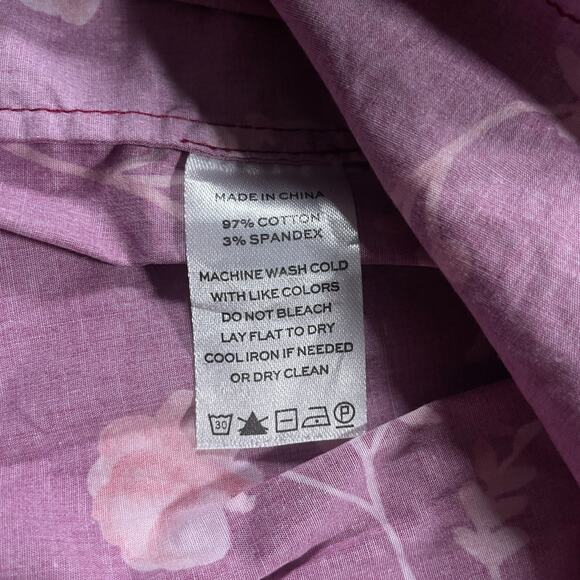 MADE IN CHINA
97% COTTON
3% SPANDEX
MACHINE WASH COLD
WITH LIKE COLORS
DO NOT BLEACH
LAY FLAT TO DRY
COOL IRON IF NEEDED
OR DRY CLEAN
30 P